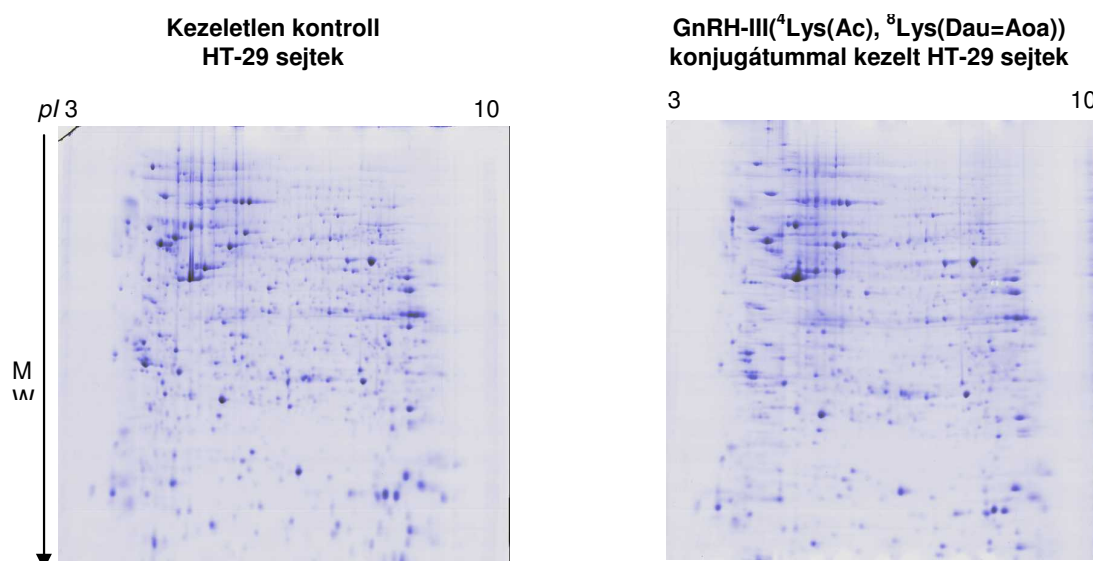 Kezeletlen kontroll
HT-29 sejtek
GnRH-III(⁴Lys(Ac), ⁸Lys(Dau=Aoa))
konjugátummal kezelt HT-29 sejtek
pI 3
10
3
10
M
W